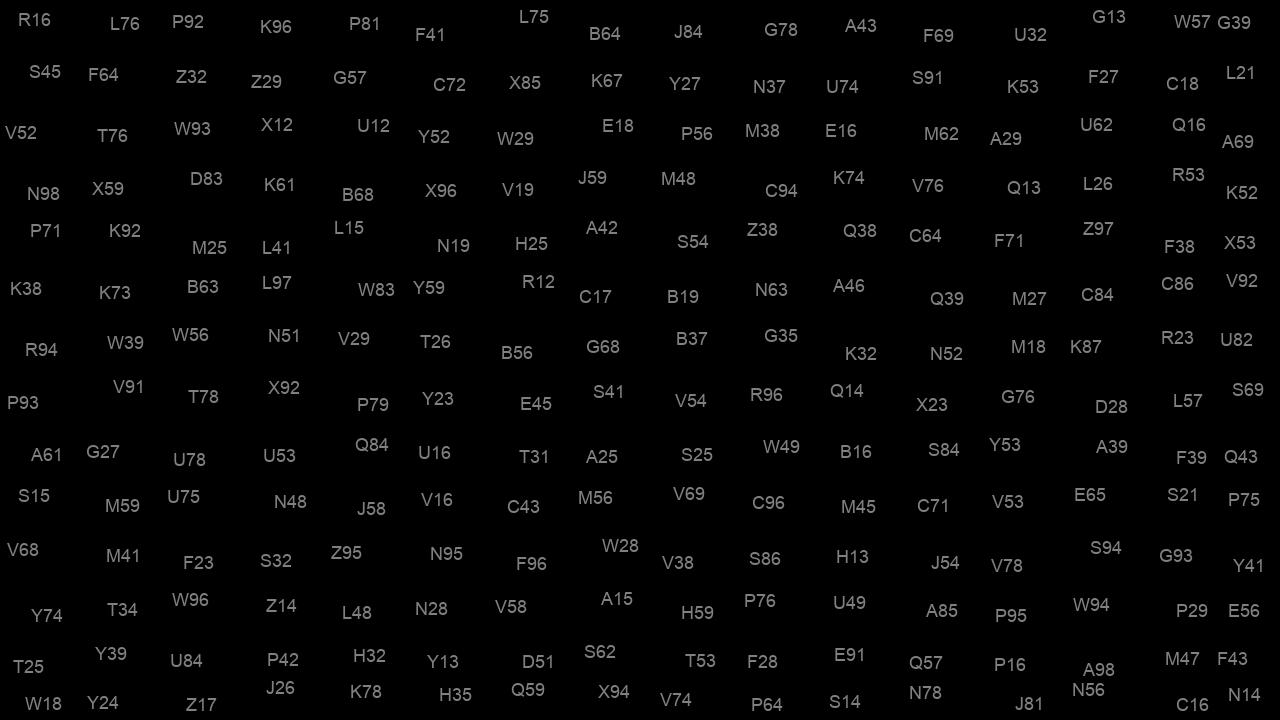 R16 L76 P92 K96 P81 F41 L75 B64 J84 G78 A43 F69 U32 G13 W57 G39
S45 F64 Z32 Z29 G57 C72 X85 K67 Y27 N37 U74 S91 K53 F27 C18 L21
V52 T76 W93 X12 U12 Y52 W29 E18 P56 M38 E16 M62 A29 U62 Q16 A69
N98 X59 D83 K61 B68 X96 V19 J59 M48 C94 K74 V76 Q13 L26 R53 K52
P71 K92 M25 L41 L15 N19 H25 A42 S54 Z38 Q38 C64 F71 Z97 F38 X53
K38 K73 B63 L97 W83 Y59 R12 C17 B19 N63 A46 Q39 M27 C84 C86 V92
R94 W39 W56 N51 V29 T26 B56 G68 B37 G35 K32 N52 M18 K87 R23 U82
P93 V91 T78 X92 P79 Y23 E45 S41 V54 R96 Q14 X23 G76 D28 L57 S69
A61 G27 U78 U53 Q84 U16 T31 A25 S25 W49 B16 S84 Y53 A39 F39 Q43
S15 M59 U75 N48 J58 V16 C43 M56 V69 C96 M45 C71 V53 E65 S21 P75
V68 M41 F23 S32 Z95 N95 F96 W28 V38 S86 H13 J54 V78 S94 G93 Y41
Y74 T34 W96 Z14 L48 N28 V58 A15 H59 P76 U49 A85 P95 W94 P29 E56
T25 Y39 U84 P42 H32 Y13 D51 S62 T53 F28 E91 Q57 P16 A98 M47 F43
W18 Y24 Z17 J26 K78 H35 Q59 X94 V74 P64 S14 N78 J81 N56 C16 N14